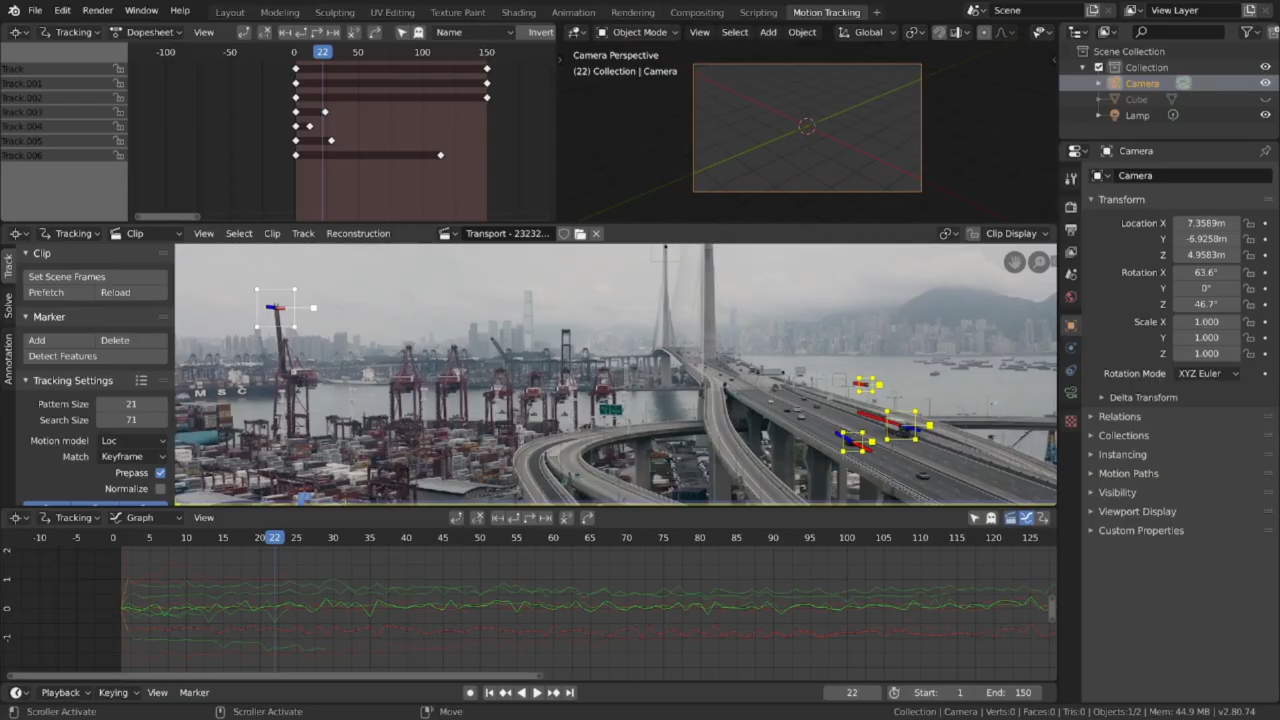 File Edit Render Window Help Layout Modeling Sculpting UV Editing Texture Paint Shading Animation Rendering Compositing Scripting Motion Tracking + Scene View Layer
Tracking Dopesheet View Name Invert Object Mode View Select Add Object Global
-100 -50 0 22 50 100 150
Track
Track.001
Track.002
Track.003
Track.004
Track.005
Track.006
Camera Perspective
(22) Collection | Camera
Scene Collection
Collection
Camera
Cube
Lamp
Camera
Camera
Transform
Location X 7.3589m
Y -6.9258m
Z 4.9583m
Rotation X 63.6°
Y 0°
Z -46.7°
Scale X 1.000
Y 1.000
Z 1.000
Rotation Mode XYZ Euler
Delta Transform
Relations
Collections
Instancing
Motion Paths
Visibility
Viewport Display
Custom Properties
Tracking Clip View Select Clip Track Reconstruction Transport - 23232... Clip Display
Track
Solve
Annotation
Clip
Set Scene Frames
Prefetch Reload
Marker
Add Delete
Detect Features
Tracking Settings
Pattern Size 21
Search Size 71
Motion model Loc
Match Keyframe
Prepass
Normalize
M S C
Tracking Graph View
-10 -5 0 5 10 15 20 22 25 30 35 40 45 50 55 60 65 70 75 80 85 90 95 100 105 110 115 120 125
2
1
0
-1
Playback Keying View Marker 22 Start: 1 End: 150
Scroller Activate Scroller Activate Move Collection | Camera | Verts:0 | Faces:0 | Tris:0 | Objects:1/2 | Mem: 44.9 MB | v2.80.74